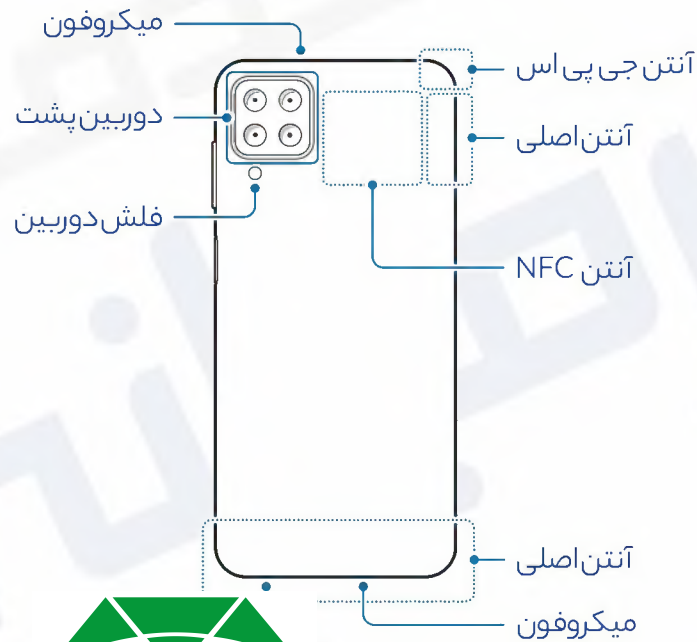 میکروفون
آنتن جی پی اس
دوربین پشت
آنتن اصلی
فلش دوربین
آنتن NFC
آنتن اصلی
میکروفون